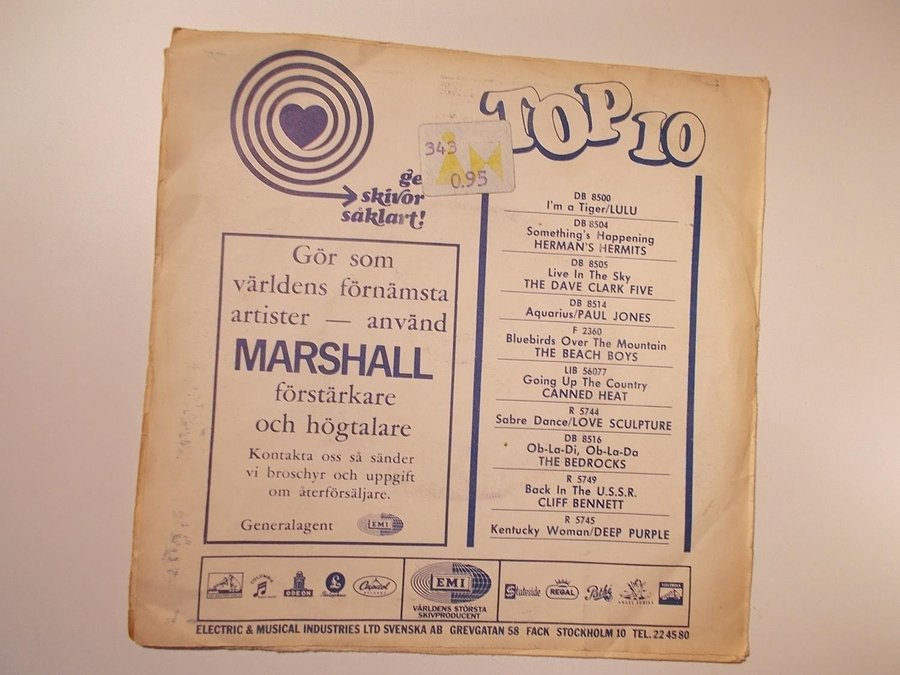 ge
skivor
såklart!
343
0.95
TOP 10
Gör som
världens förnämsta
artister — använd
MARSHALL
förstärkare
och högtalare
Kontakta oss så sänder
vi broschyr och uppgift
om återförsäljare.
Generalagent EMI
DB 8500
I'm a Tiger/LULU
DB 8504
Something's Happening
HERMAN'S HERMITS
DB 8505
Live In The Sky
THE DAVE CLARK FIVE
DB 8514
Aquarius/PAUL JONES
F 2360
Bluebirds Over The Mountain
THE BEACH BOYS
LIB 56077
Going Up The Country
CANNED HEAT
R 5744
Sabre Dance/LOVE SCULPTURE
DB 8516
Ob-La-Di, Ob-La-Da
THE BEDROCKS
R 5749
Back In The U.S.S.R.
CLIFF BENNETT
R 5745
Kentucky Woman/DEEP PURPLE
COLUMBIA ODEON Parlophone Capitol
EMI
VÄRLDENS STÖRSTA
SKIVPRODUCENT
Stateside REGAL Pathé ANGEL SERIES
ELECTRIC & MUSICAL INDUSTRIES LTD SVENSKA AB GREVGATAN 58 FACK STOCKHOLM 10 TEL. 22 45 80